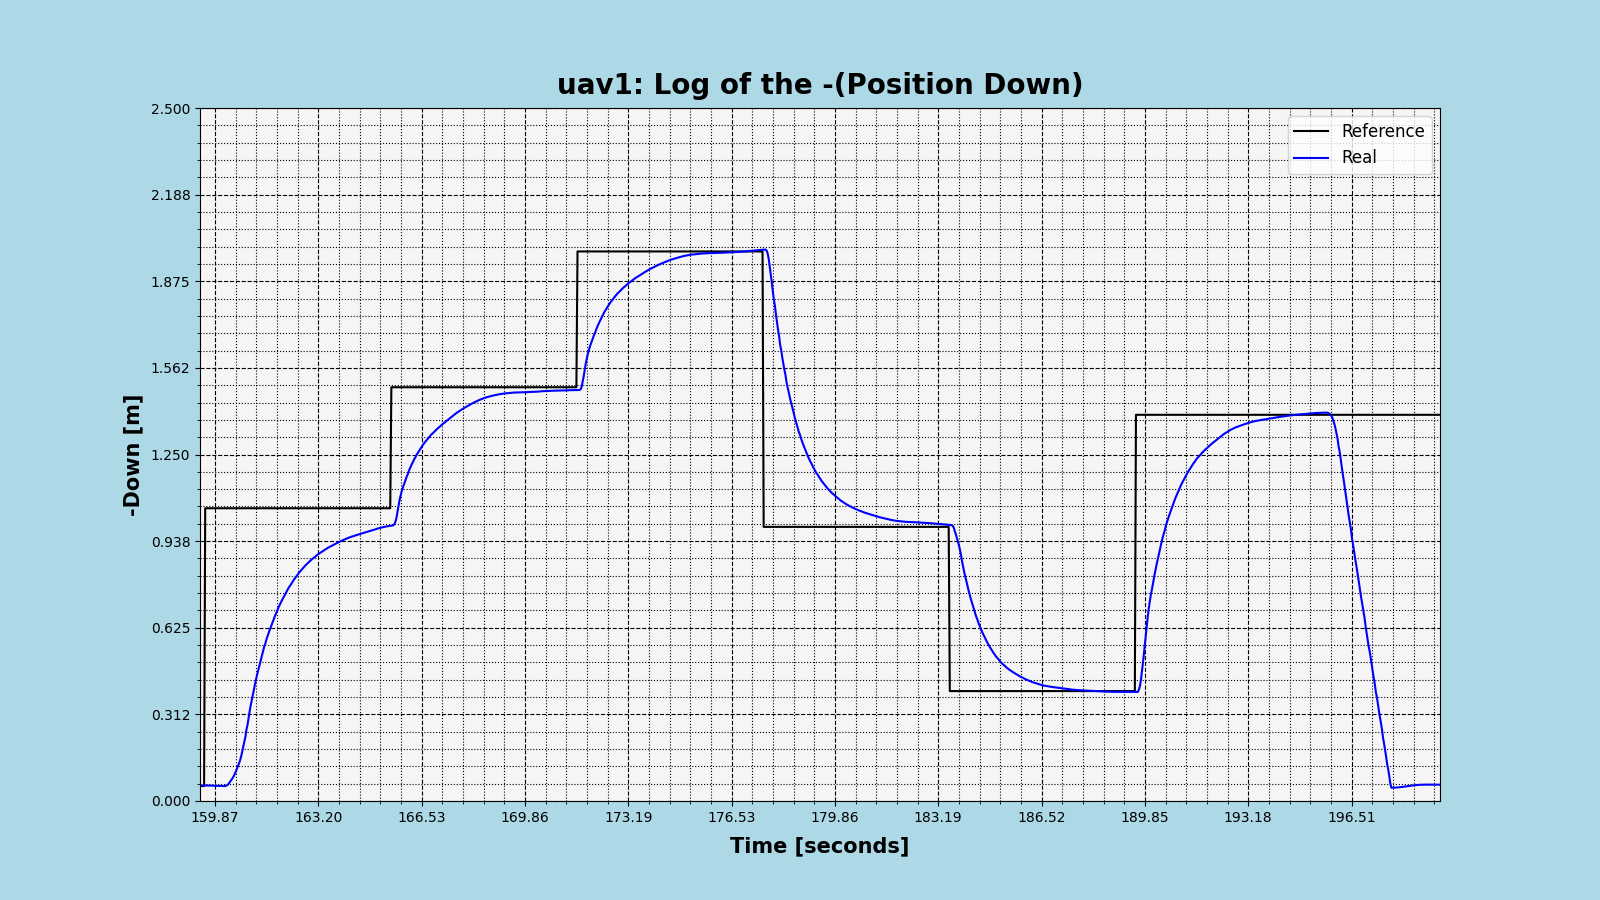 uav1: Log of the -(Position Down)
2.500
2.188
1.875
1.562
1.250
0.938
0.625
0.312
0.000
-Down [m]
Reference
Real
159.87 163.20 166.53 169.86 173.19 176.53 179.86 183.19 186.52 189.85 193.18 196.51
Time [seconds]